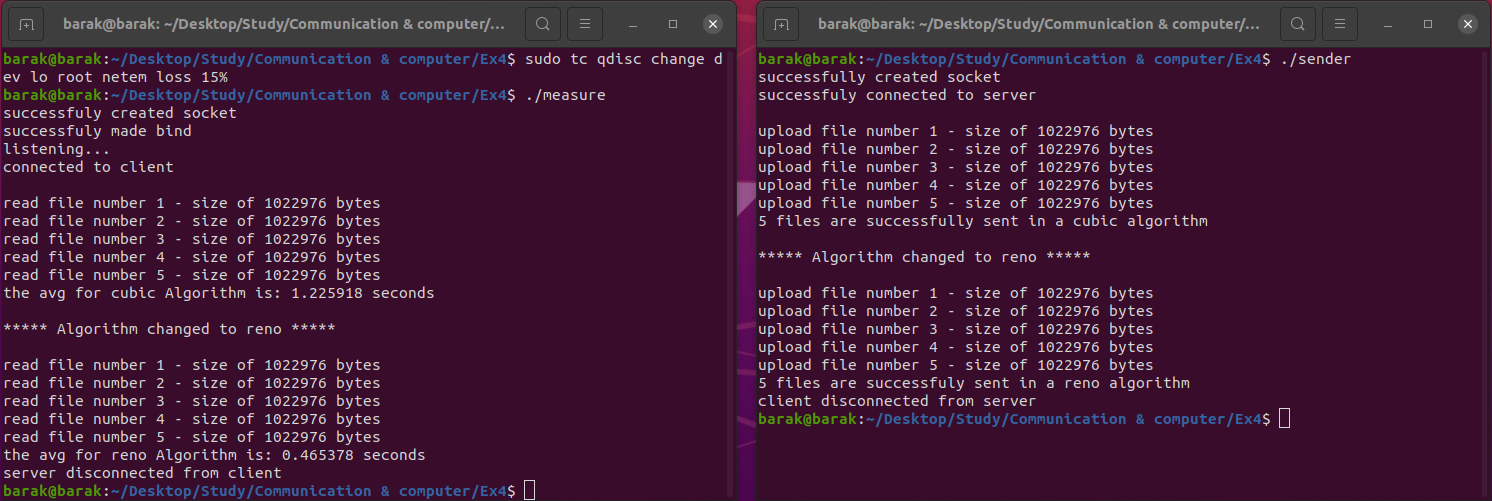 barak@barak: ~/Desktop/Study/Communication & computer/...
barak@barak:~/Desktop/Study/Communication & computer/Ex4$ sudo tc qdisc change d
ev lo root netem loss 15%
barak@barak:~/Desktop/Study/Communication & computer/Ex4$ ./measure
successfuly created socket
successfuly made bind
listening...
connected to client
read file number 1 - size of 1022976 bytes
read file number 2 - size of 1022976 bytes
read file number 3 - size of 1022976 bytes
read file number 4 - size of 1022976 bytes
read file number 5 - size of 1022976 bytes
the avg for cubic Algorithm is: 1.225918 seconds
***** Algorithm changed to reno *****
read file number 1 - size of 1022976 bytes
read file number 2 - size of 1022976 bytes
read file number 3 - size of 1022976 bytes
read file number 4 - size of 1022976 bytes
read file number 5 - size of 1022976 bytes
the avg for reno Algorithm is: 0.465378 seconds
server disconnected from client
barak@barak:~/Desktop/Study/Communication & computer/Ex4$
barak@barak: ~/Desktop/Study/Communication & computer/...
barak@barak:~/Desktop/Study/Communication & computer/Ex4$ ./sender
successfully created socket
successfuly connected to server
upload file number 1 - size of 1022976 bytes
upload file number 2 - size of 1022976 bytes
upload file number 3 - size of 1022976 bytes
upload file number 4 - size of 1022976 bytes
upload file number 5 - size of 1022976 bytes
5 files are successfully sent in a cubic algorithm
***** Algorithm changed to reno *****
upload file number 1 - size of 1022976 bytes
upload file number 2 - size of 1022976 bytes
upload file number 3 - size of 1022976 bytes
upload file number 4 - size of 1022976 bytes
upload file number 5 - size of 1022976 bytes
5 files are successfuly sent in a reno algorithm
client disconnected from server
barak@barak:~/Desktop/Study/Communication & computer/Ex4$